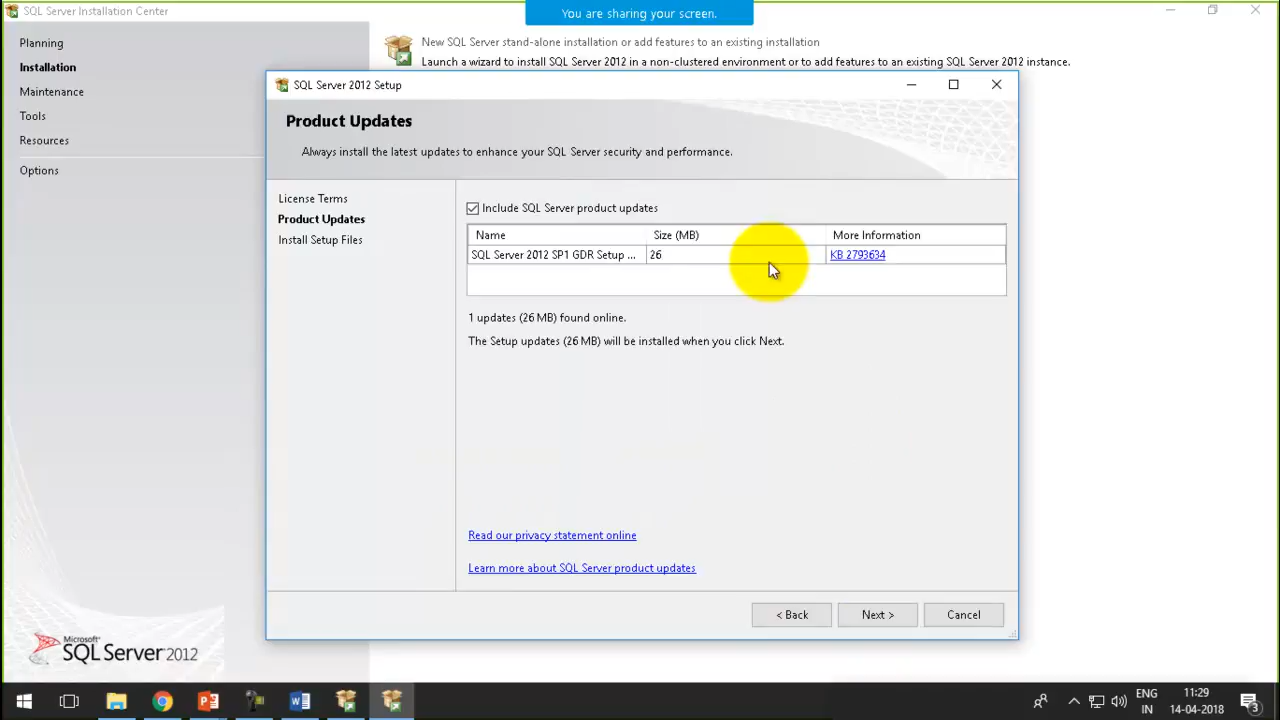 SQL Server Installation Center
You are sharing your screen.
Planning
Installation
Maintenance
Tools
Resources
Options
New SQL Server stand-alone installation or add features to an existing installation
Launch a wizard to install SQL Server 2012 in a non-clustered environment or to add features to an existing SQL Server 2012 instance.
SQL Server 2012 Setup
Product Updates
Always install the latest updates to enhance your SQL Server security and performance.
License Terms
Product Updates
Install Setup Files
Include SQL Server product updates
Name Size (MB) More Information
SQL Server 2012 SP1 GDR Setup ... 26 KB 2793634
1 updates (26 MB) found online.
The Setup updates (26 MB) will be installed when you click Next.
Read our privacy statement online
Learn more about SQL Server product updates
< Back Next > Cancel
Microsoft
SQL Server 2012
ENG
IN
11:29
14-04-2018
3